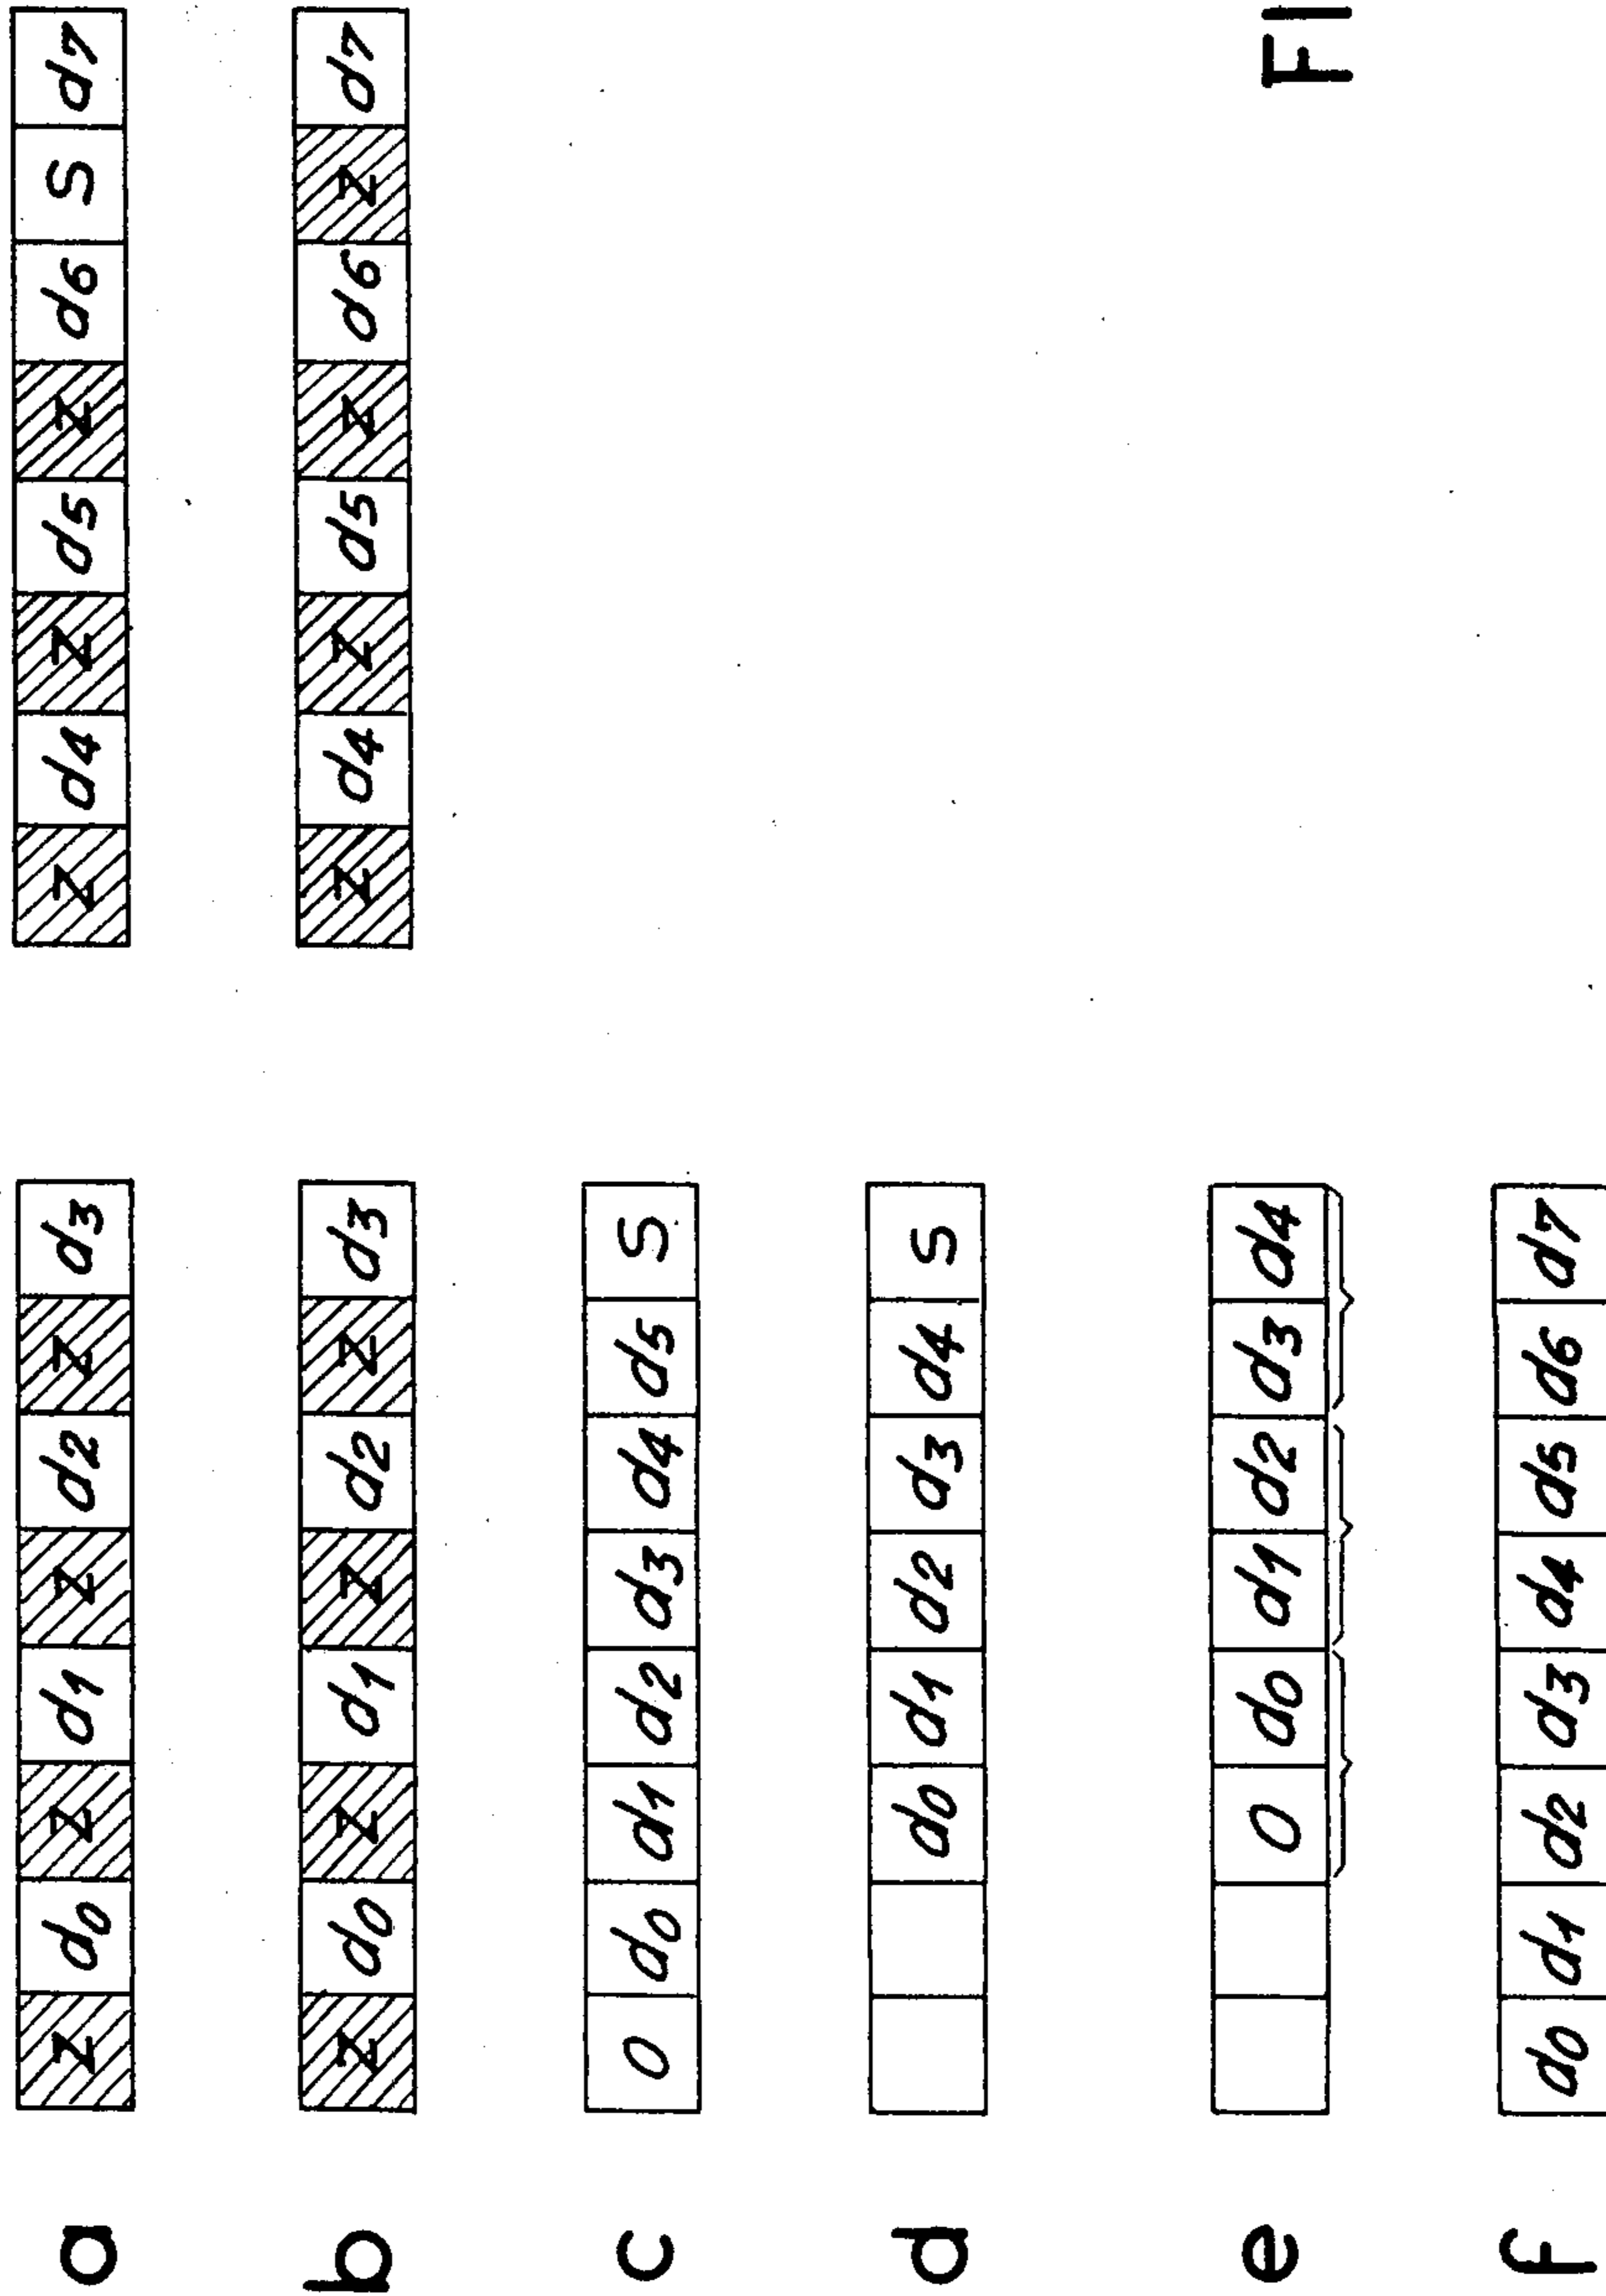 a Z d0 Z d1 Z d2 Z d3 Z d4 Z d5 Z d6 S d7
b Z d0 Z d1 Z d2 Z d3 Z d4 Z d5 Z d6 Z d7
c 0 d0 d1 d2 d3 d4 d5 S
d d0 d1 d2 d3 d4 S
e 0 d0 d1 d2 d3 d4
FI
f d0 d1 d2 d3 d4 d5 d6 d7